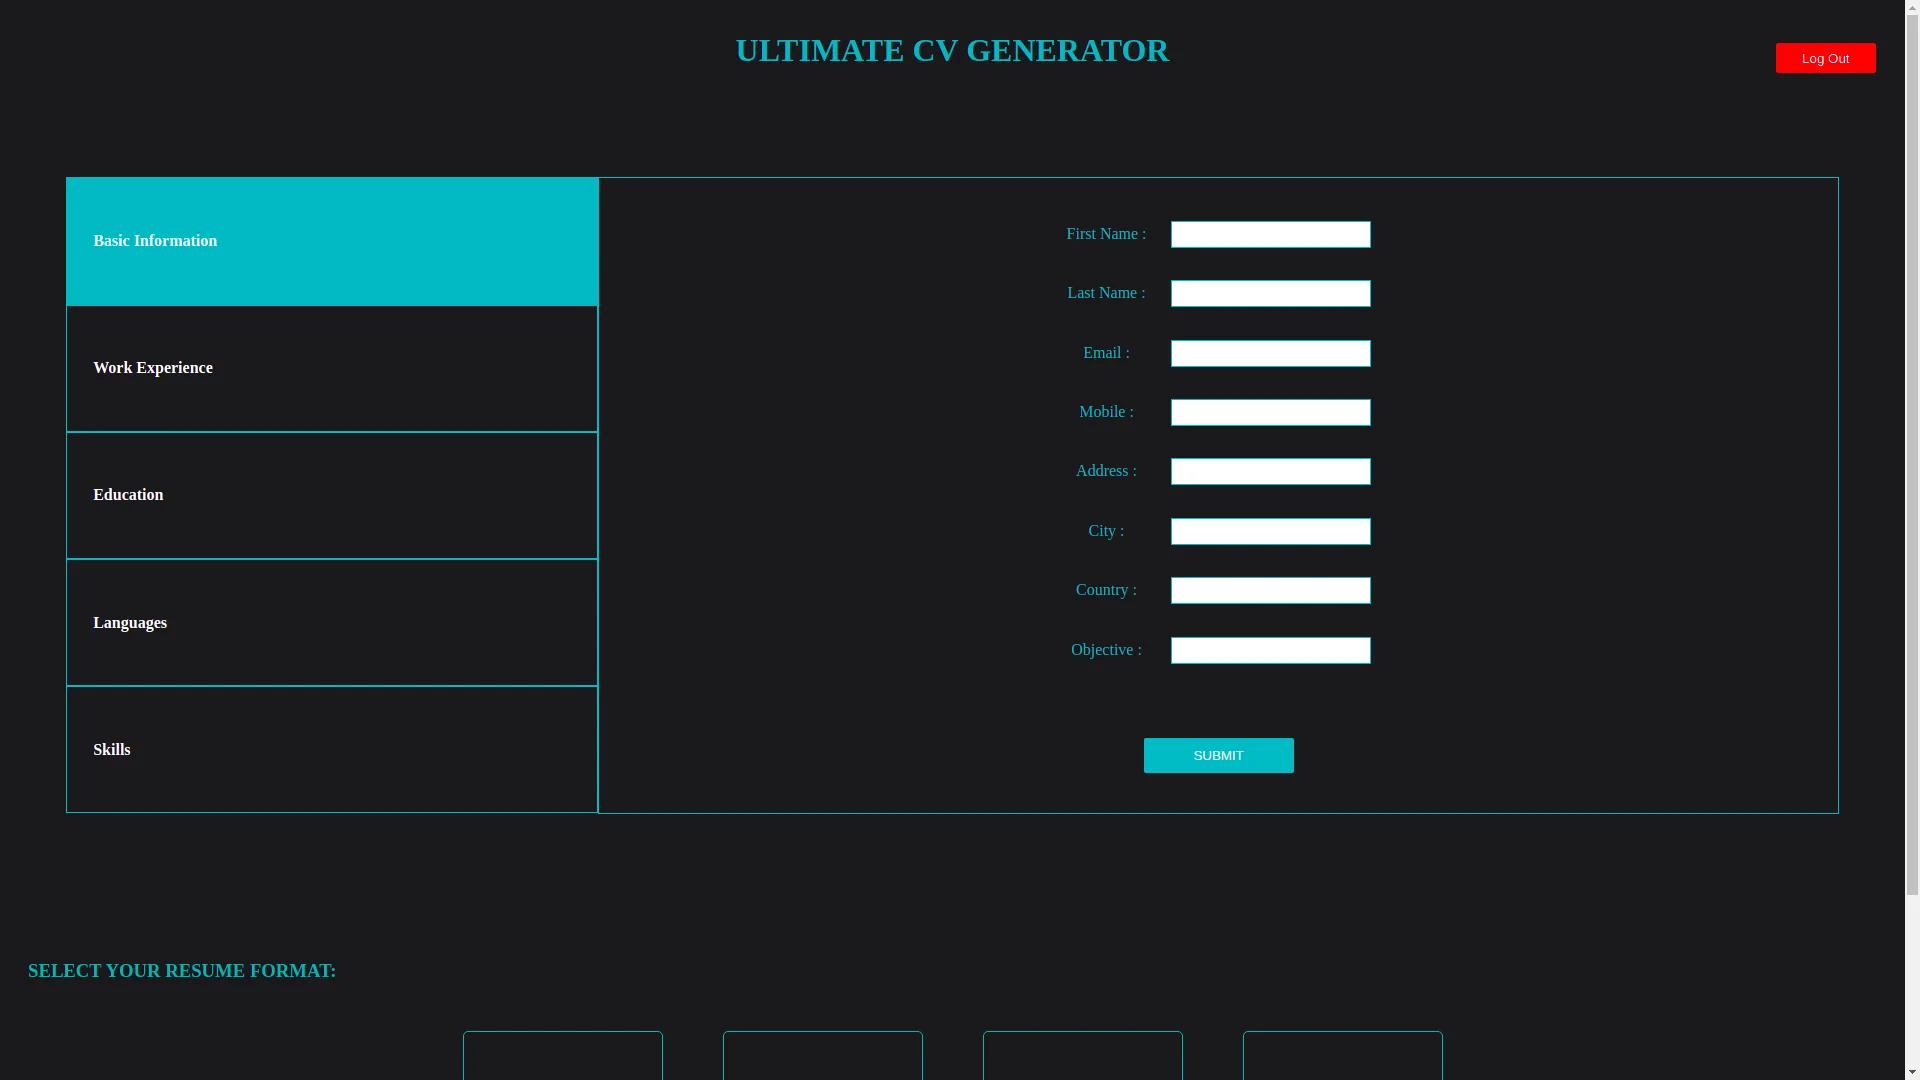 ULTIMATE CV GENERATOR
Log Out
Basic Information
Work Experience
Education
Languages
Skills
First Name :
Last Name :
Email :
Mobile :
Address :
City :
Country :
Objective :
SUBMIT
SELECT YOUR RESUME FORMAT: